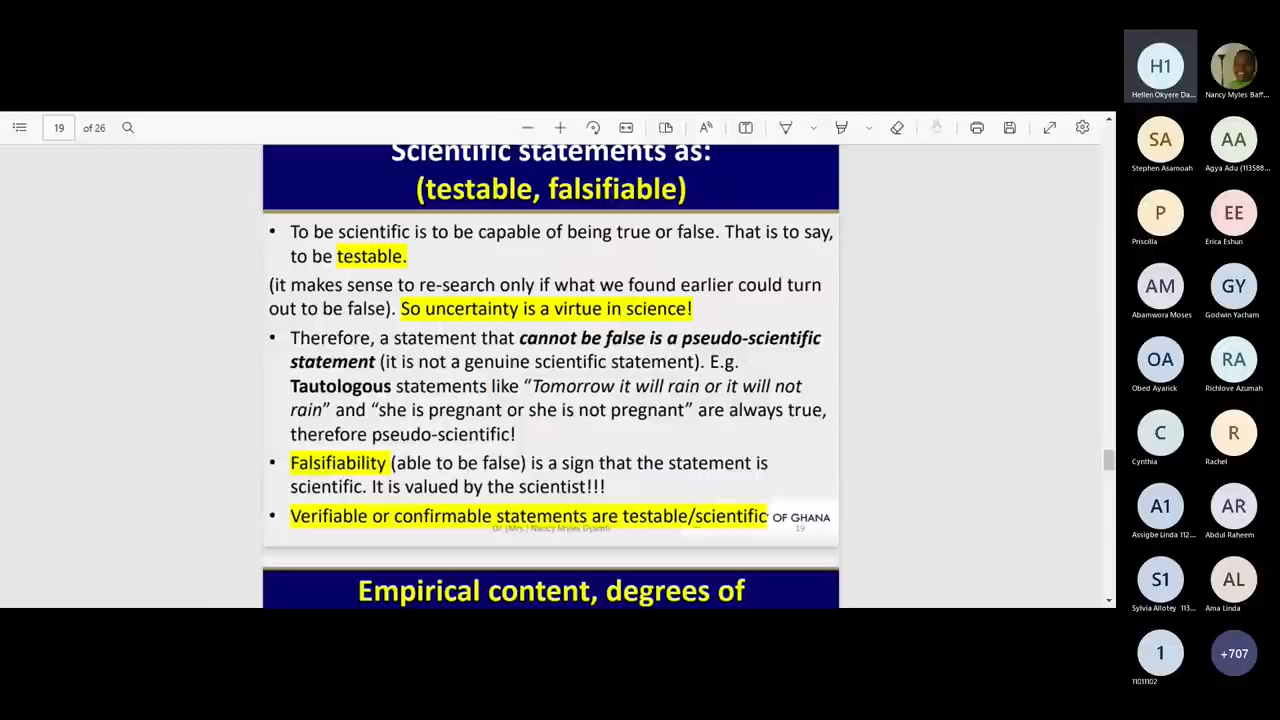 19 of 26
Scientific statements as:
(testable, falsifiable)
• To be scientific is to be capable of being true or false. That is to say,
to be testable.
(it makes sense to re-search only if what we found earlier could turn
out to be false). So uncertainty is a virtue in science!
• Therefore, a statement that cannot be false is a pseudo-scientific
statement (it is not a genuine scientific statement). E.g.
Tautologous statements like “Tomorrow it will rain or it will not
rain” and “she is pregnant or she is not pregnant” are always true,
therefore pseudo-scientific!
• Falsifiability (able to be false) is a sign that the statement is
scientific. It is valued by the scientist!!!
• Verifiable or confirmable statements are testable/scientific
OF GHANA
Dr. (Mrs.) Nancy Myles Gyamfi
19
Empirical content, degrees of
H1
Hellen Okyere Da...
Nancy Myles Baff...
SA
Stephen Asamoah
AA
Agya Adu (113588...
P
Priscilla
EE
Erica Eshun
AM
Abamwora Moses
GY
Godwin Yacham
OA
Obed Ayarick
RA
Richlove Azumah
C
Cynthia
R
Rachel
A1
Assigbe Linda 112...
AR
Abdul Raheem
S1
Sylvia Allotey 113...
AL
Ama Linda
1
11011102
+707